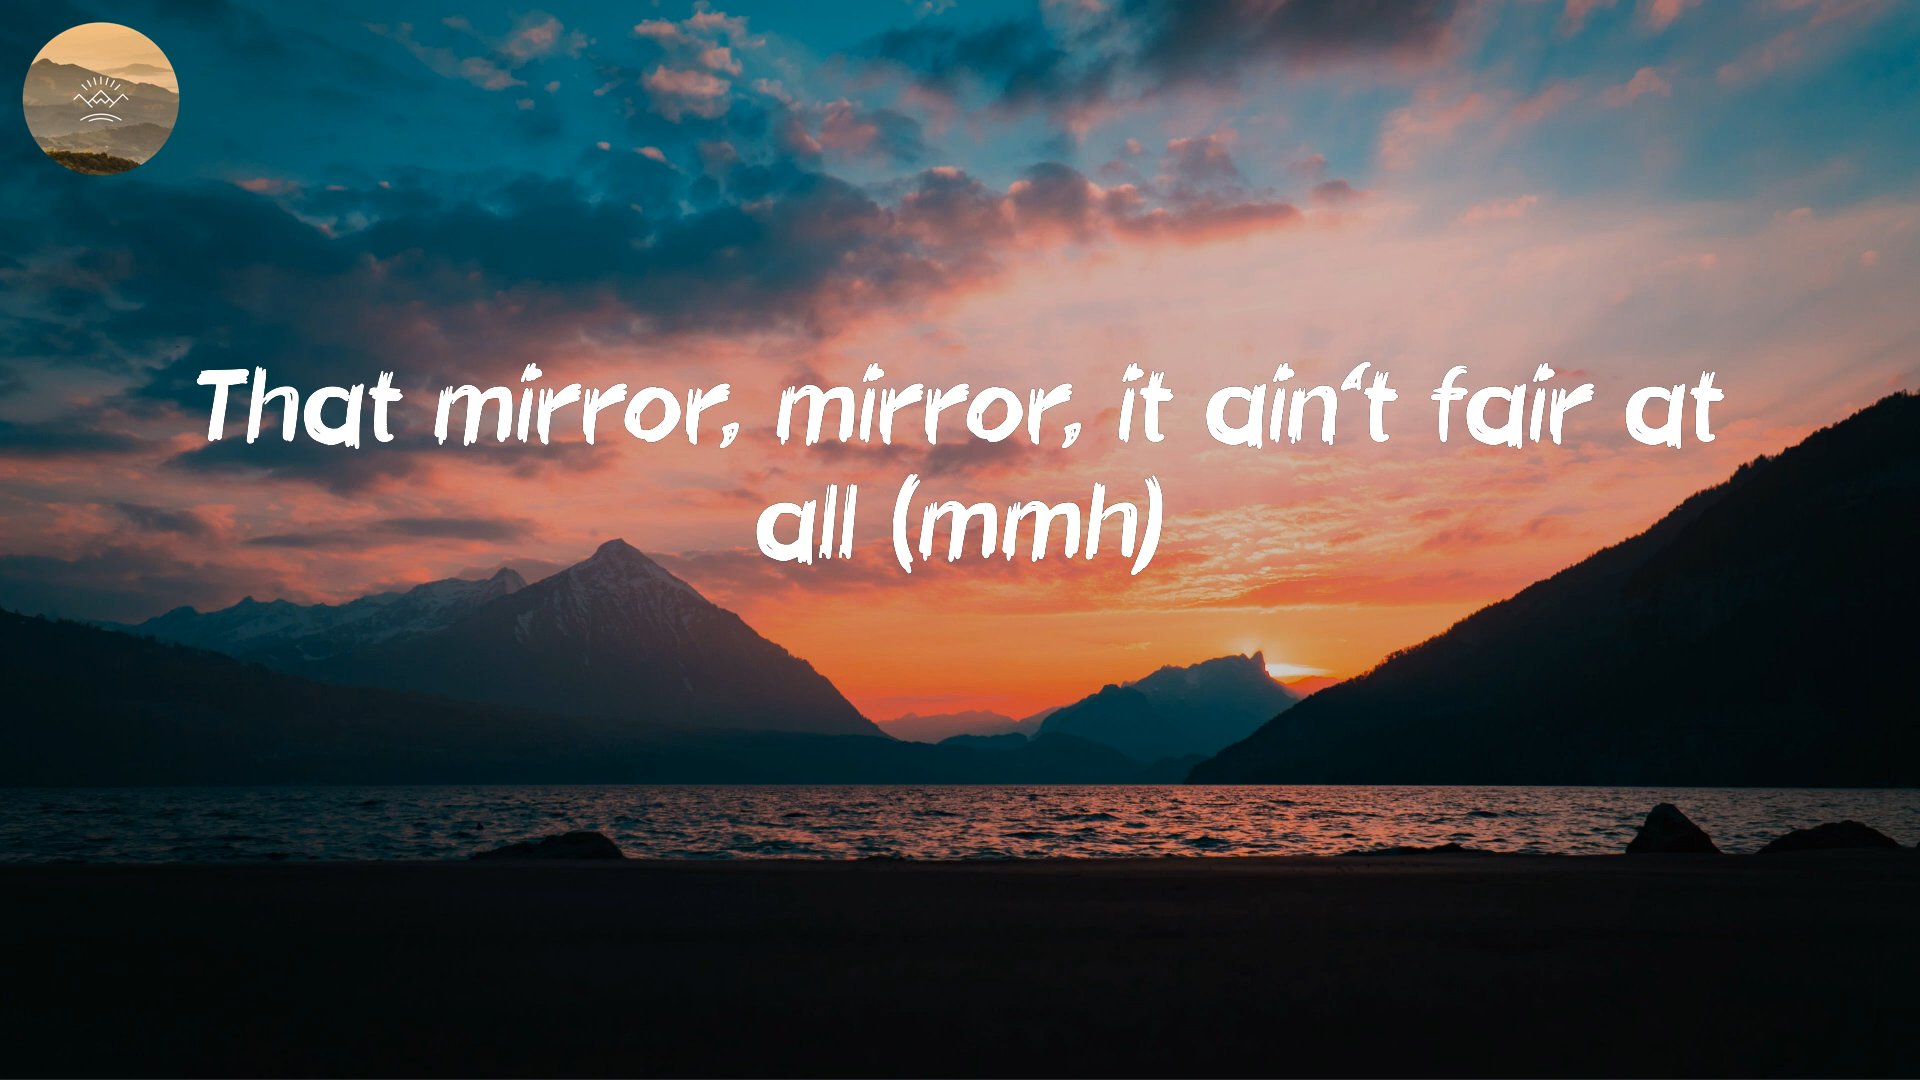 That mirror, mirror, it ain‘t fair at
all (mmh)